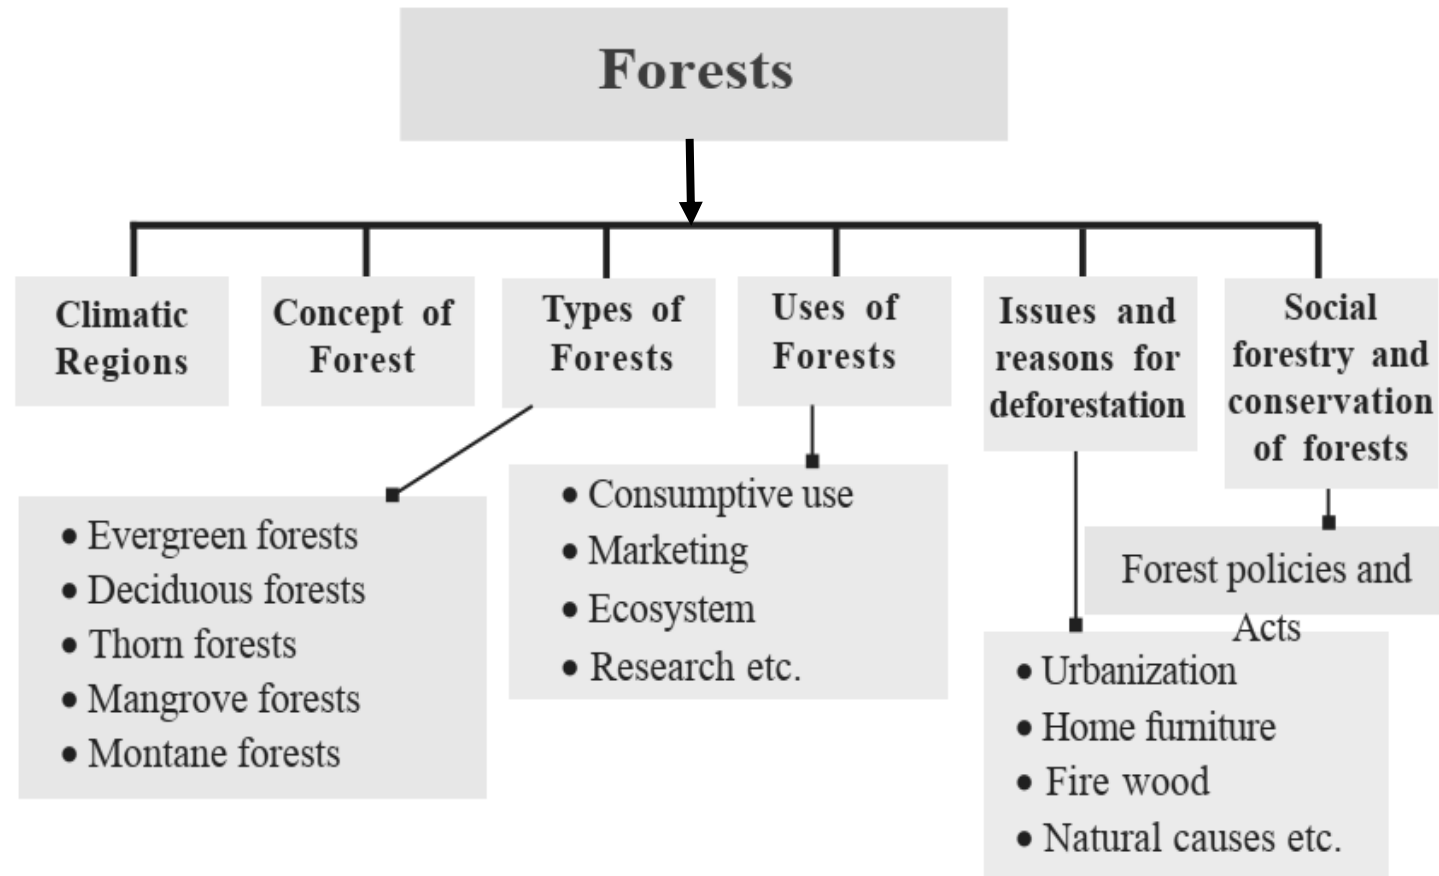 Forests
Climatic
Regions
Concept of
Forest
Types of
Forests
Uses of
Forests
Issues and
reasons for
deforestation
Social
forestry and
conservation
of forests
• Evergreen forests
• Deciduous forests
• Thorn forests
• Mangrove forests
• Montane forests
• Consumptive use
• Marketing
• Ecosystem
• Research etc.
• Urbanization
• Home furniture
• Fire wood
• Natural causes etc.
Forest policies and
Acts